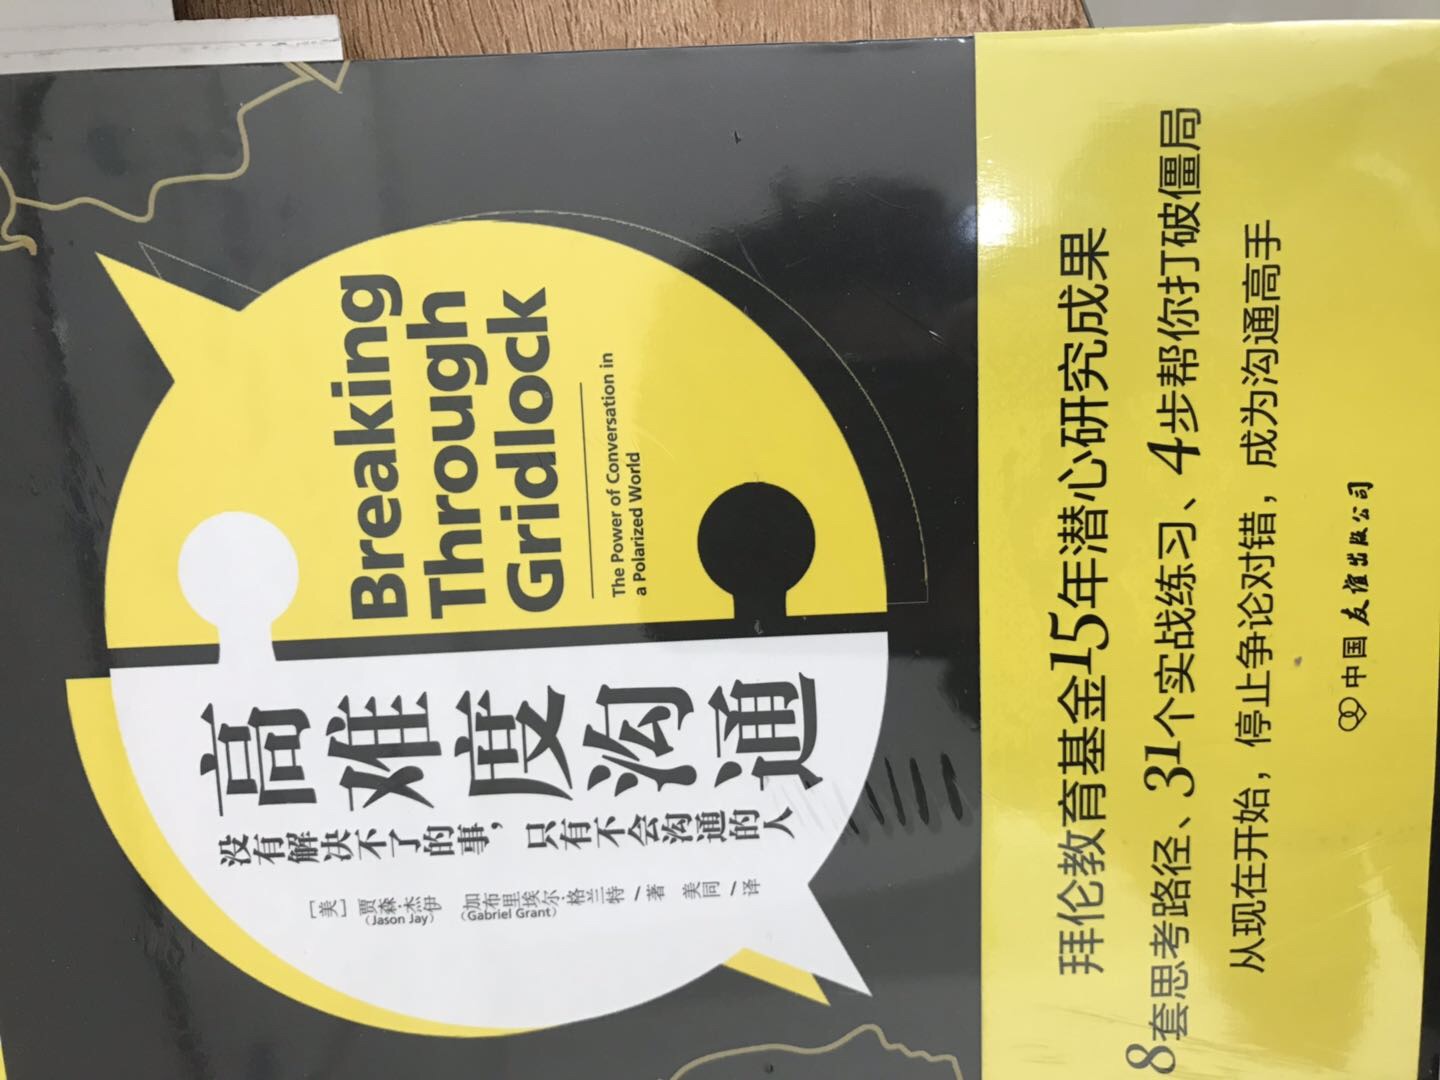 高难度沟通
没有解决不了的事，只有不会沟通的人
［美］贾森·杰伊 加布里埃尔·格兰特／著 美同／译
（Jason Jay） （Gabriel Grant）
Breaking
Through
Gridlock
The Power of Conversation in
a Polarized World
拜伦教育基金15年潜心研究成果
8套思考路径、31个实战练习、4步帮你打破僵局
从现在开始，停止争论对错，成为沟通高手
中国友谊出版公司